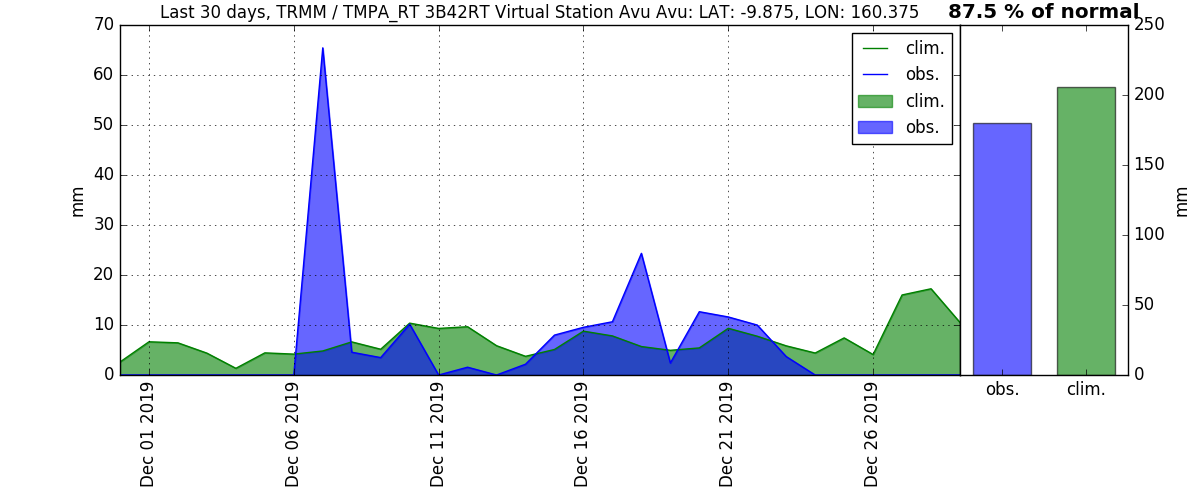 Last 30 days, TRMM / TMPA_RT 3B42RT Virtual Station Avu Avu: LAT: -9.875, LON: 160.375
87.5 % of normal
70
60
50
40
30
20
10
0
mm
clim.
obs.
clim.
obs.
250
200
150
100
50
0
mm
obs.
clim.
Dec 01 2019
Dec 06 2019
Dec 11 2019
Dec 16 2019
Dec 21 2019
Dec 26 2019